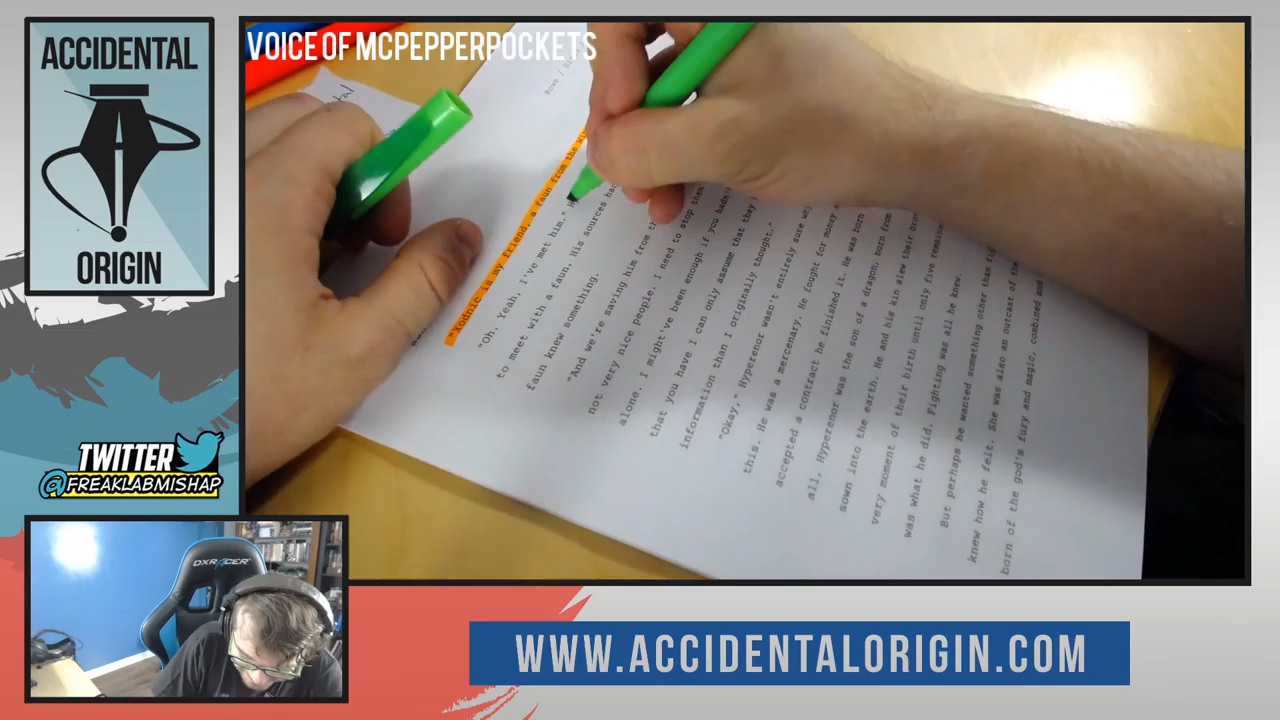 VOICE OF MCPEPPERPOCKETS
ACCIDENTAL
ORIGIN
"Xodnic is my friend, a faun from the
"Oh. Yeah, I've met him."
to meet with a faun. His sources
faun knew something.
"And we're saving him from
not very nice people. I need to stop them
alone. I might've been enough if you
that you have I can only assume that they
information than I originally thought."
"Okay," Hyperenor wasn't entirely sure
this. He was a mercenary. He fought for money
accepted a contract he finished it. He was born
all, Hyperenor was the son of a dragon, born from
sown into the earth. He and his kin slew their
very moment of their birth until only five
was what he did. Fighting was all he knew.
But perhaps he wanted something other than
knew how he felt. She was also an outcast of the
born of the god's fury and magic, combined
TWITTER
@FREAKLABMISHAP
DXRACER
WWW.ACCIDENTALORIGIN.COM